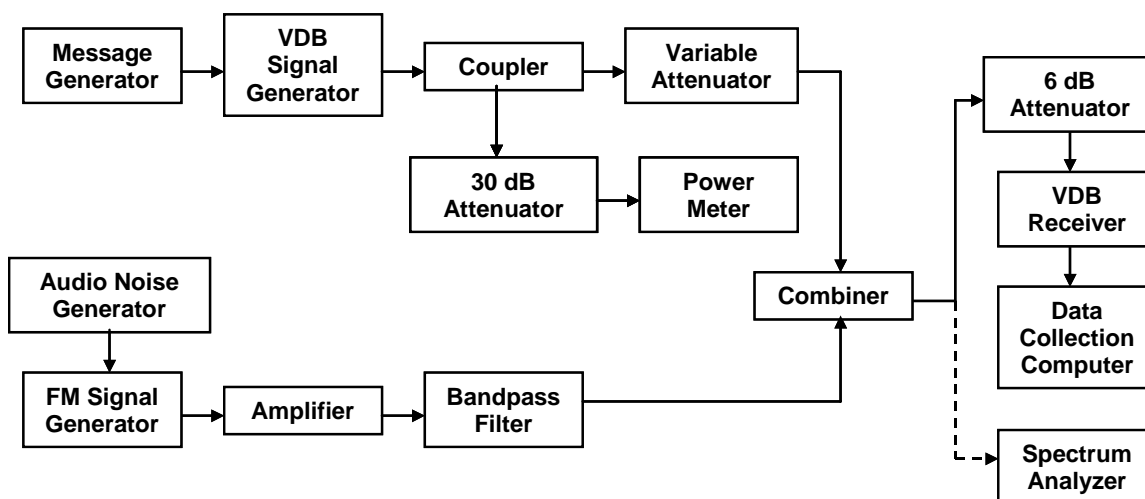 Message
Generator
VDB
Signal
Generator
Coupler
Variable
Attenuator
6 dB
Attenuator
30 dB
Attenuator
Power
Meter
VDB
Receiver
Audio Noise
Generator
Combiner
Data
Collection
Computer
FM Signal
Generator
Amplifier
Bandpass
Filter
Spectrum
Analyzer